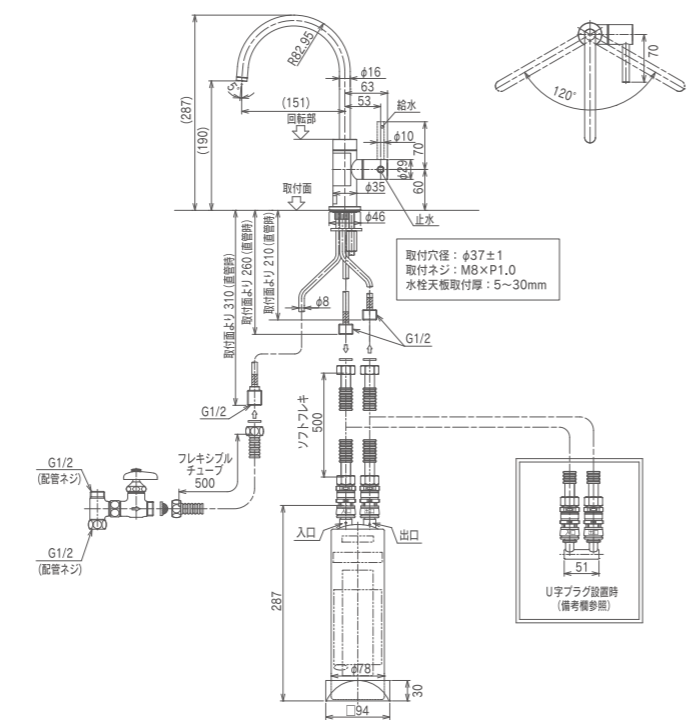 R82.95
φ16
63
53
給水
φ10
70
φ29
60
5°
(151)
(287)
(190)
回転部
取付面
φ35
φ46
止水
70
120°
取付面より 310 (直管時)
取付面より 260 (直管時)
取付面より 210 (直管時)
φ8
取付穴径：φ37±1
取付ネジ：M8×P1.0
水栓天板取付厚：5〜30mm
G1/2
G1/2
ソフトフレキ
500
フレキシブル
チューブ
500
G1/2
(配管ネジ)
G1/2
(配管ネジ)
入口
出口
287
φ78
30
□94
51
U字プラグ設置時
(備考欄参照)